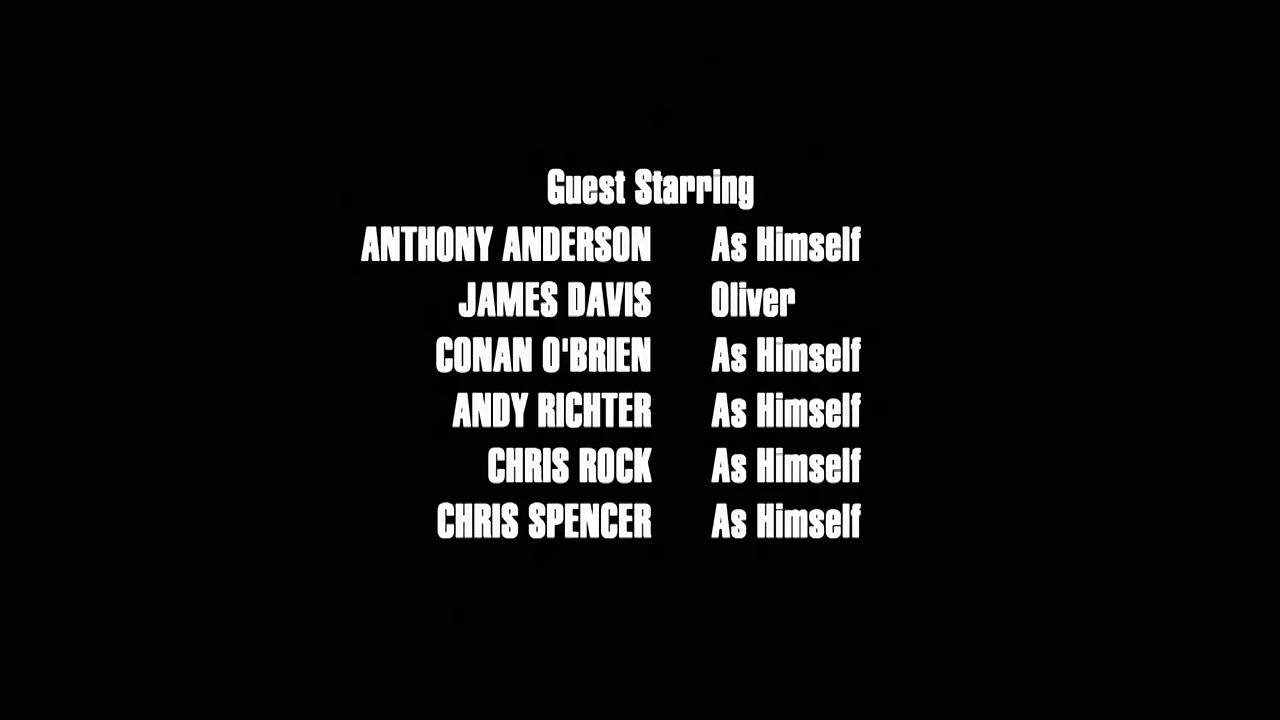 Guest Starring
ANTHONY ANDERSON As Himself
JAMES DAVIS Oliver
CONAN O'BRIEN As Himself
ANDY RICHTER As Himself
CHRIS ROCK As Himself
CHRIS SPENCER As Himself